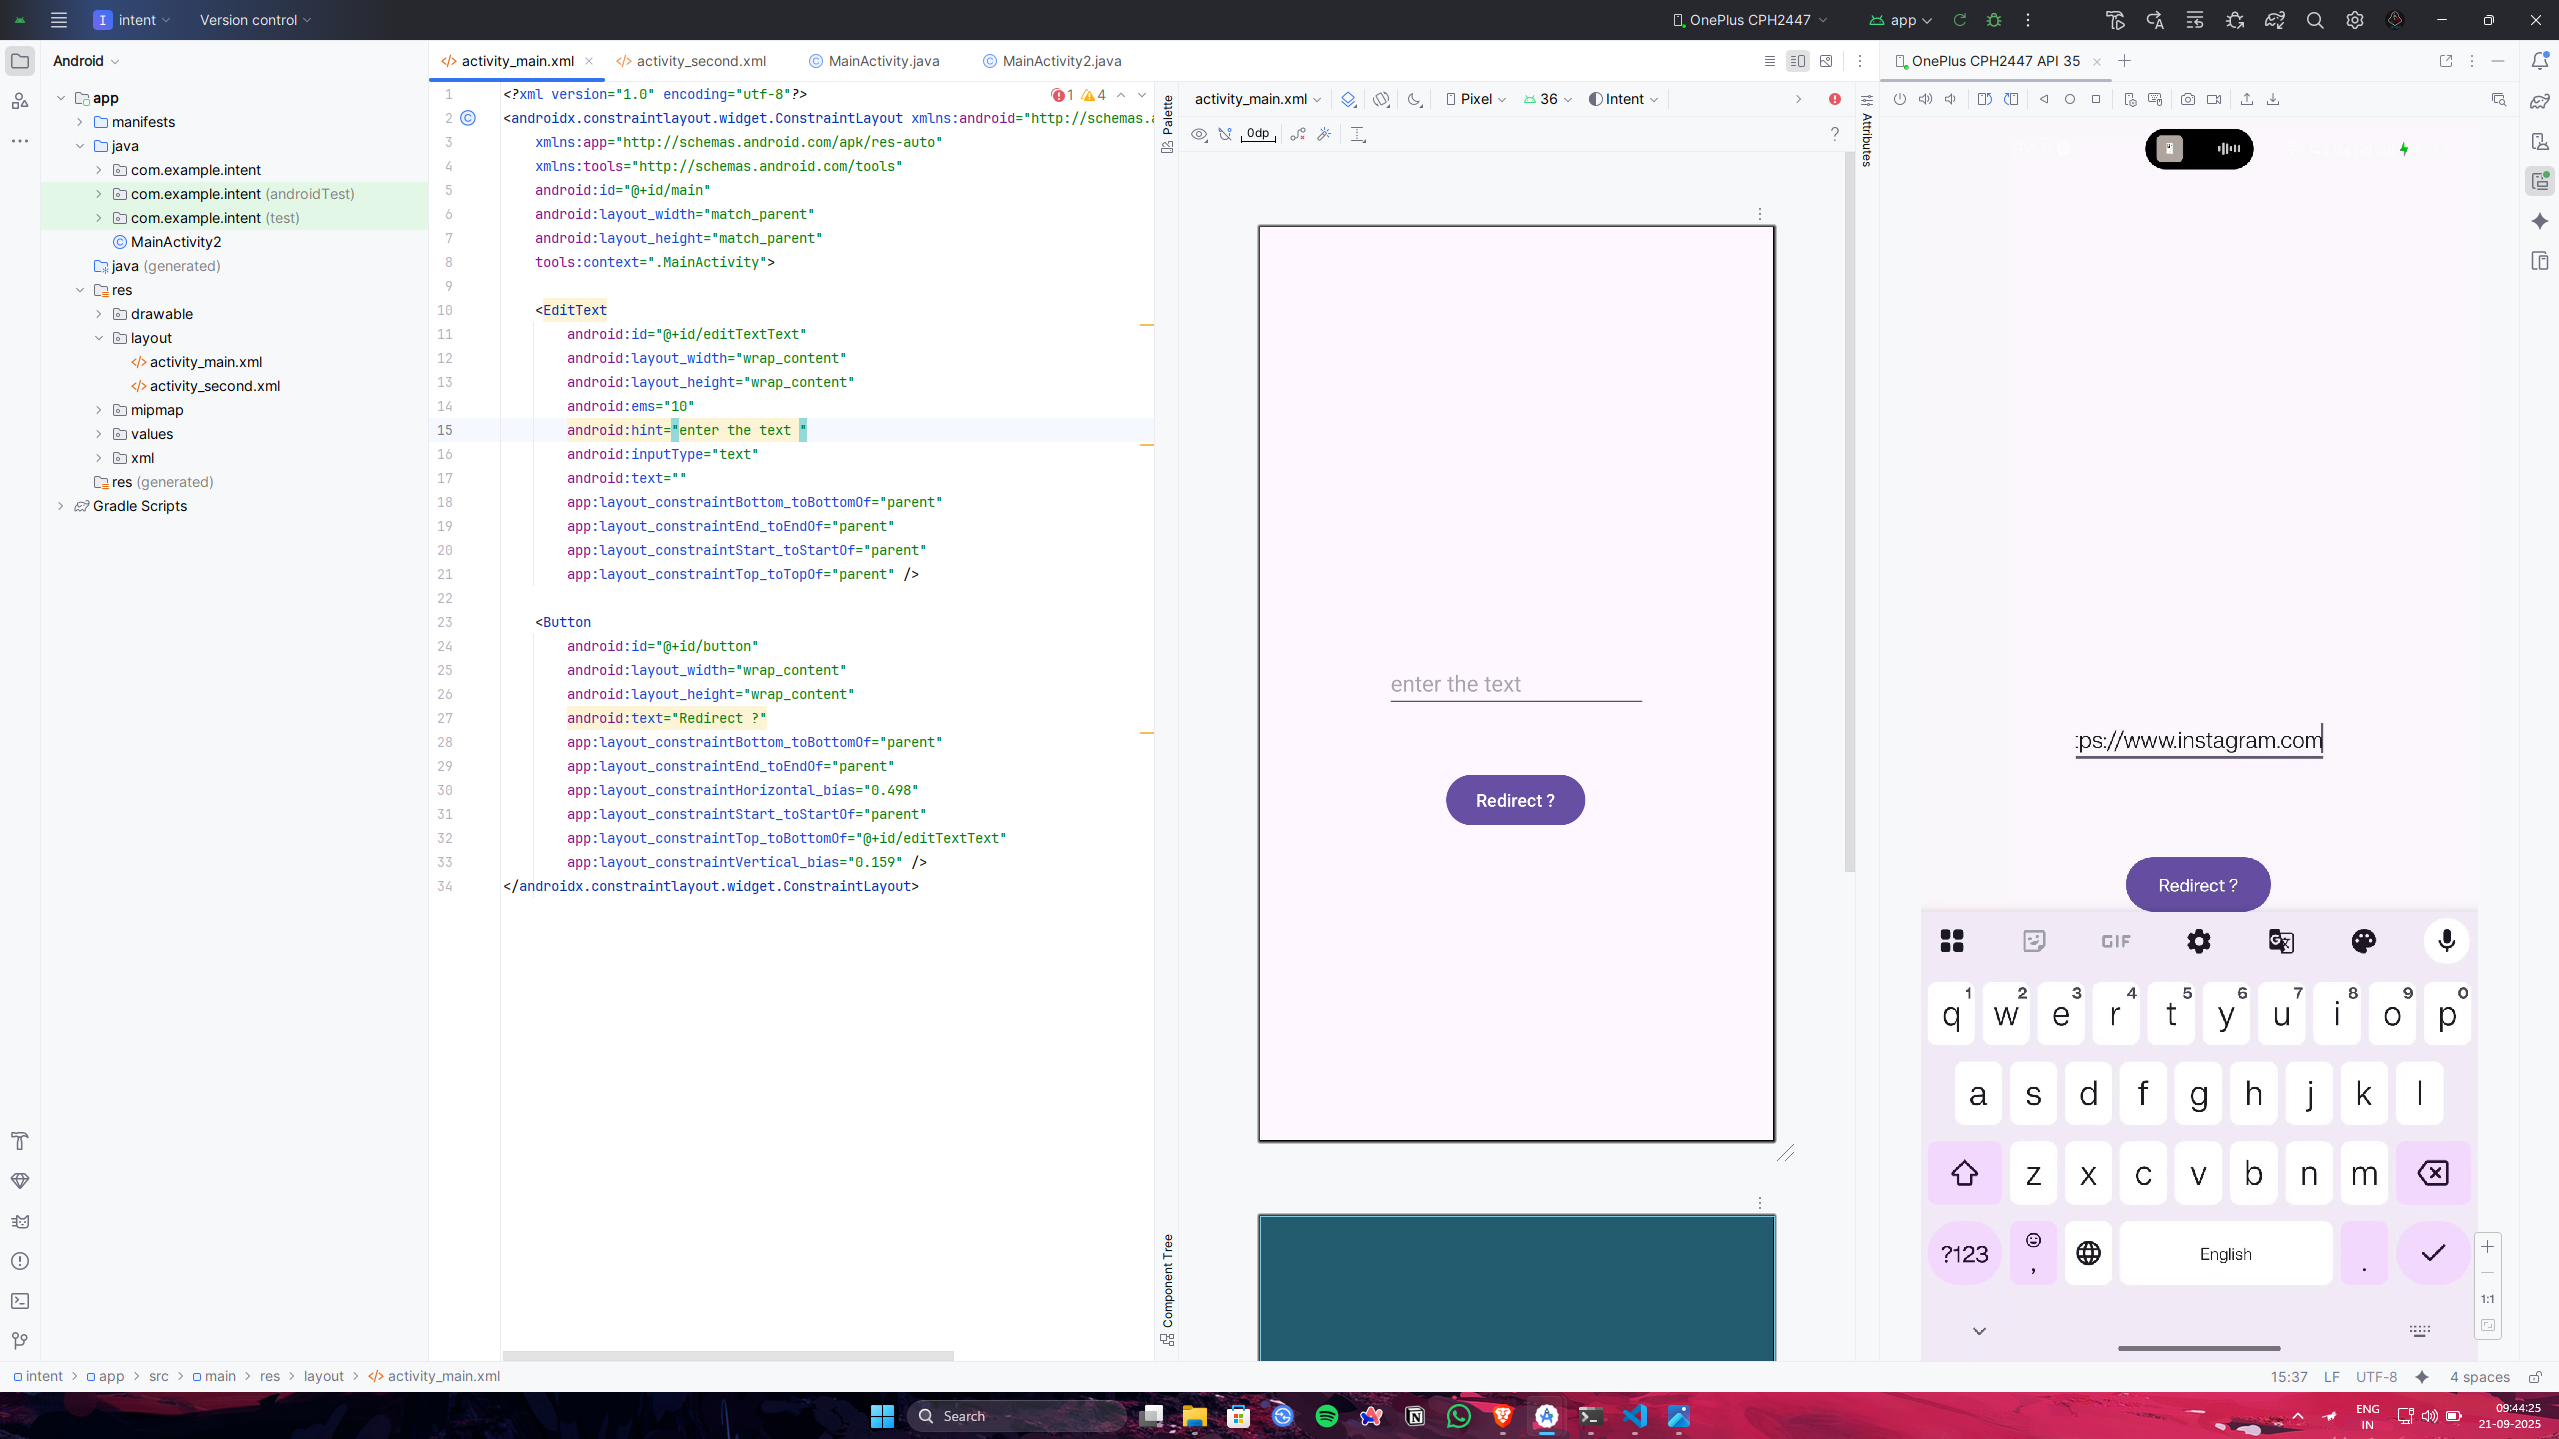 I intent Version control OnePlus CPH2447 app
Android
app
manifests
java
com.example.intent
com.example.intent (androidTest)
com.example.intent (test)
MainActivity2
java (generated)
res
drawable
layout
activity_main.xml
activity_second.xml
mipmap
values
xml
res (generated)
Gradle Scripts
activity_main.xml activity_second.xml MainActivity.java MainActivity2.java
1 4
1 <?xml version="1.0" encoding="utf-8"?>
2 <androidx.constraintlayout.widget.ConstraintLayout xmlns:android="http://schemas.a
3 xmlns:app="http://schemas.android.com/apk/res-auto"
4 xmlns:tools="http://schemas.android.com/tools"
5 android:id="@+id/main"
6 android:layout_width="match_parent"
7 android:layout_height="match_parent"
8 tools:context=".MainActivity">
9
10 <EditText
11 android:id="@+id/editTextText"
12 android:layout_width="wrap_content"
13 android:layout_height="wrap_content"
14 android:ems="10"
15 android:hint="enter the text "
16 android:inputType="text"
17 android:text=""
18 app:layout_constraintBottom_toBottomOf="parent"
19 app:layout_constraintEnd_toEndOf="parent"
20 app:layout_constraintStart_toStartOf="parent"
21 app:layout_constraintTop_toTopOf="parent" />
22
23 <Button
24 android:id="@+id/button"
25 android:layout_width="wrap_content"
26 android:layout_height="wrap_content"
27 android:text="Redirect ?"
28 app:layout_constraintBottom_toBottomOf="parent"
29 app:layout_constraintEnd_toEndOf="parent"
30 app:layout_constraintHorizontal_bias="0.498"
31 app:layout_constraintStart_toStartOf="parent"
32 app:layout_constraintTop_toBottomOf="@+id/editTextText"
33 app:layout_constraintVertical_bias="0.159" />
34 </androidx.constraintlayout.widget.ConstraintLayout>
Palette
Component Tree
activity_main.xml Pixel 36 Intent
0dp ?
enter the text
Redirect ?
Attributes
OnePlus CPH2447 API 35
tps://www.instagram.com
Redirect ?
GIF
1 2 3 4 5 6 7 8 9 0
q w e r t y u i o p
a s d f g h j k l
z x c v b n m
?123 , English .
1:1
intent app src main res layout activity_main.xml
15:37 LF UTF-8 4 spaces
Search
ENG
IN
09:44:25
21-09-2025